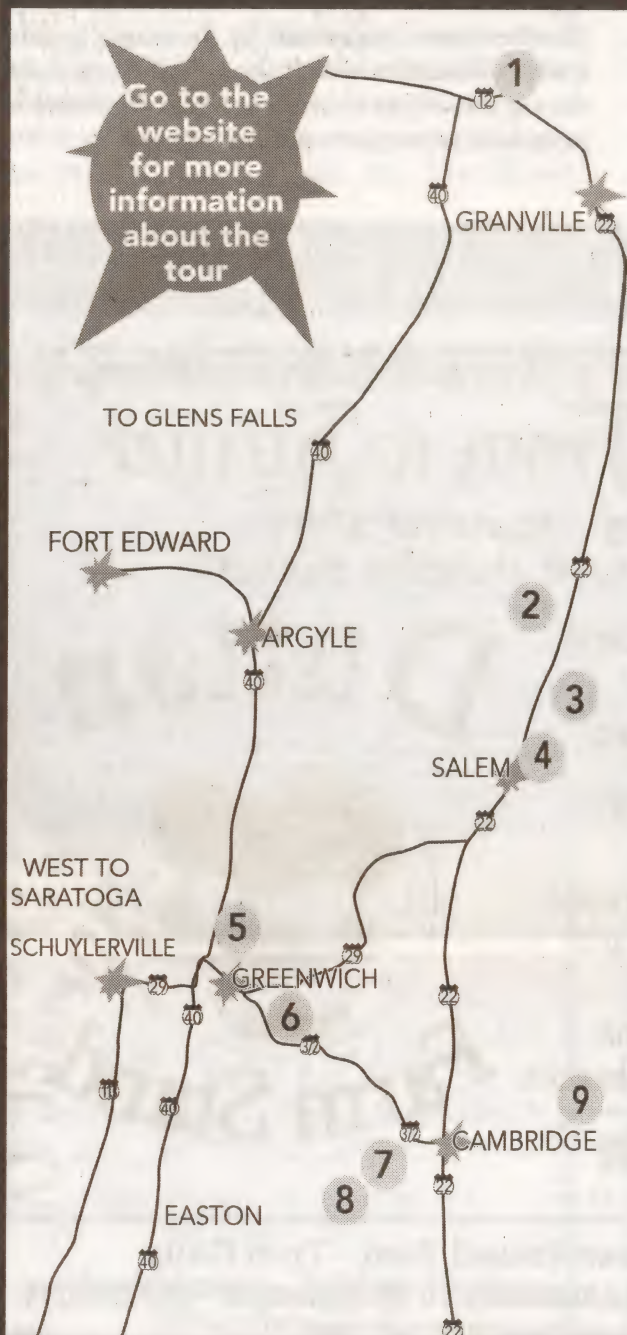 Go to the
website
for more
information
about the
tour
1
12
40
GRANVILLE
22
TO GLENS FALLS
40
FORT EDWARD
22
2
ARGYLE
40
3
SALEM
4
22
WEST TO
SARATOGA
5
SCHUYLERVILLE
29
29
GREENWICH
22
40
6
372
9
40
372
CAMBRIDGE
7
22
8
EASTON
40
22